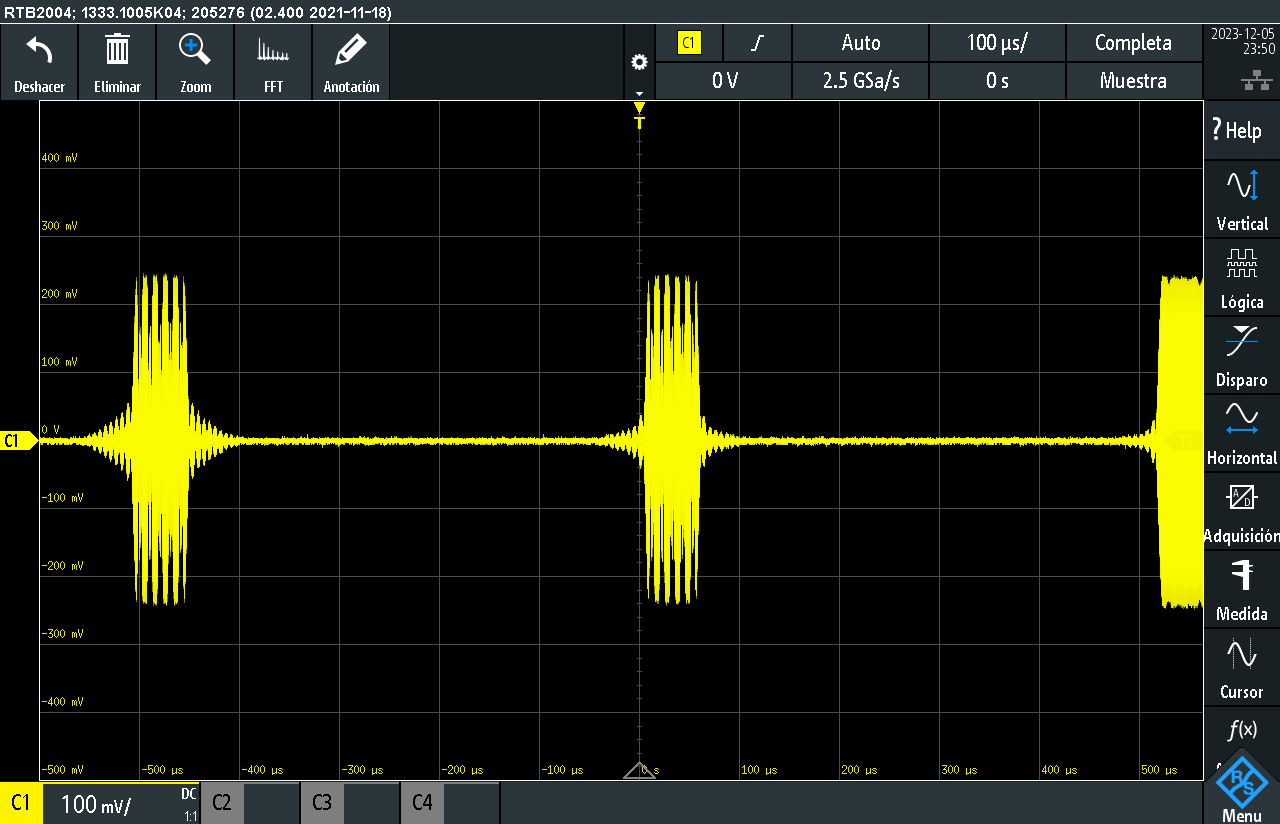 RTB2004; 1333.1005K04; 205276 (02.400 2021-11-18)
Deshacer
Eliminar
Zoom
FFT
Anotación
C1
Auto
100 µs/
Completa
0 V
2.5 GSa/s
0 s
Muestra
2023-12-05
23:50
T
? Help
Vertical
Lógica
Disparo
Horizontal
A/D
Adquisición
Medida
Cursor
f(x)
R&S
Menu
400 mV
300 mV
200 mV
100 mV
0 V
C1
TL
-100 mV
-200 mV
-300 mV
-400 mV
-500 mV
-500 µs
-400 µs
-300 µs
-200 µs
-100 µs
0 s
100 µs
200 µs
300 µs
400 µs
500 µs
C1
100 mV/
DC
1:1
C2
C3
C4